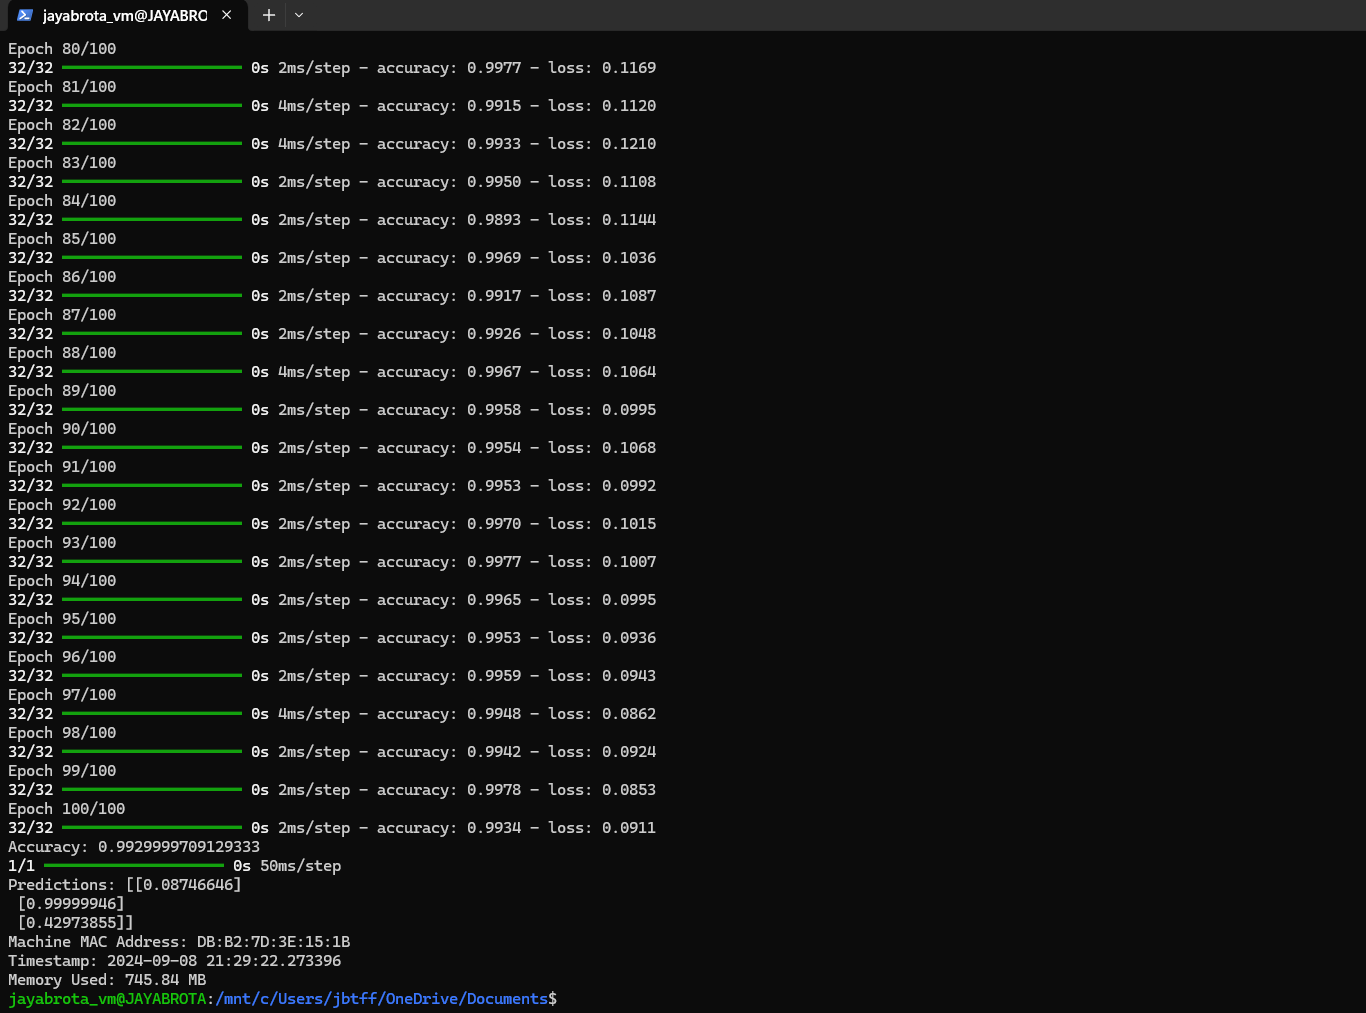 jayabrota_vm@JAYABRO
Epoch 80/100
32/32 0s 2ms/step - accuracy: 0.9977 - loss: 0.1169
Epoch 81/100
32/32 0s 4ms/step - accuracy: 0.9915 - loss: 0.1120
Epoch 82/100
32/32 0s 4ms/step - accuracy: 0.9933 - loss: 0.1210
Epoch 83/100
32/32 0s 2ms/step - accuracy: 0.9950 - loss: 0.1108
Epoch 84/100
32/32 0s 2ms/step - accuracy: 0.9893 - loss: 0.1144
Epoch 85/100
32/32 0s 2ms/step - accuracy: 0.9969 - loss: 0.1036
Epoch 86/100
32/32 0s 2ms/step - accuracy: 0.9917 - loss: 0.1087
Epoch 87/100
32/32 0s 2ms/step - accuracy: 0.9926 - loss: 0.1048
Epoch 88/100
32/32 0s 4ms/step - accuracy: 0.9967 - loss: 0.1064
Epoch 89/100
32/32 0s 2ms/step - accuracy: 0.9958 - loss: 0.0995
Epoch 90/100
32/32 0s 2ms/step - accuracy: 0.9954 - loss: 0.1068
Epoch 91/100
32/32 0s 2ms/step - accuracy: 0.9953 - loss: 0.0992
Epoch 92/100
32/32 0s 2ms/step - accuracy: 0.9970 - loss: 0.1015
Epoch 93/100
32/32 0s 2ms/step - accuracy: 0.9977 - loss: 0.1007
Epoch 94/100
32/32 0s 2ms/step - accuracy: 0.9965 - loss: 0.0995
Epoch 95/100
32/32 0s 2ms/step - accuracy: 0.9953 - loss: 0.0936
Epoch 96/100
32/32 0s 2ms/step - accuracy: 0.9959 - loss: 0.0943
Epoch 97/100
32/32 0s 4ms/step - accuracy: 0.9948 - loss: 0.0862
Epoch 98/100
32/32 0s 2ms/step - accuracy: 0.9942 - loss: 0.0924
Epoch 99/100
32/32 0s 2ms/step - accuracy: 0.9978 - loss: 0.0853
Epoch 100/100
32/32 0s 2ms/step - accuracy: 0.9934 - loss: 0.0911
Accuracy: 0.9929999709129333
1/1 0s 50ms/step
Predictions: [[0.08746646]
[0.99999946]
[0.42973855]]
Machine MAC Address: DB:B2:7D:3E:15:1B
Timestamp: 2024-09-08 21:29:22.273396
Memory Used: 745.84 MB
jayabrota_vm@JAYABROTA:/mnt/c/Users/jbtff/OneDrive/Documents$